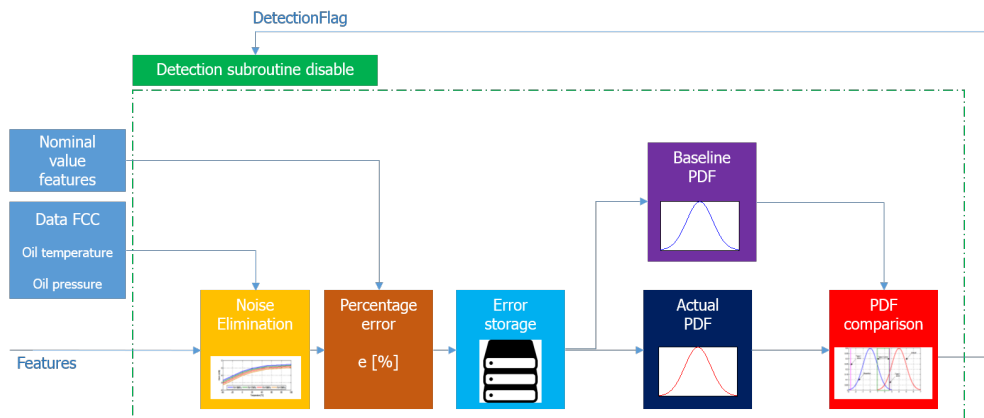 DetectionFlag
Detection subroutine disable
Nominal
value
features
Data FCC
Oil temperature
Oil pressure
Features
Noise
Elimination
Percentage
error
e [%]
Error
storage
Baseline
PDF
Actual
PDF
PDF
comparison